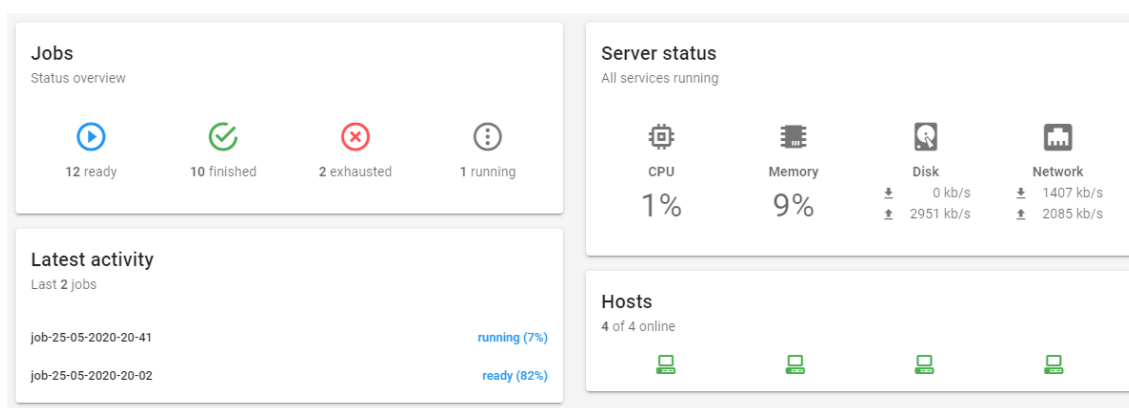 Jobs
Status overview
12 ready
10 finished
2 exhausted
1 running
Latest activity
Last 2 jobs
job-25-05-2020-20-41 running (7%)
job-25-05-2020-20-02 ready (82%)
Server status
All services running
CPU
1%
Memory
9%
Disk
0 kb/s
2951 kb/s
Network
1407 kb/s
2085 kb/s
Hosts
4 of 4 online